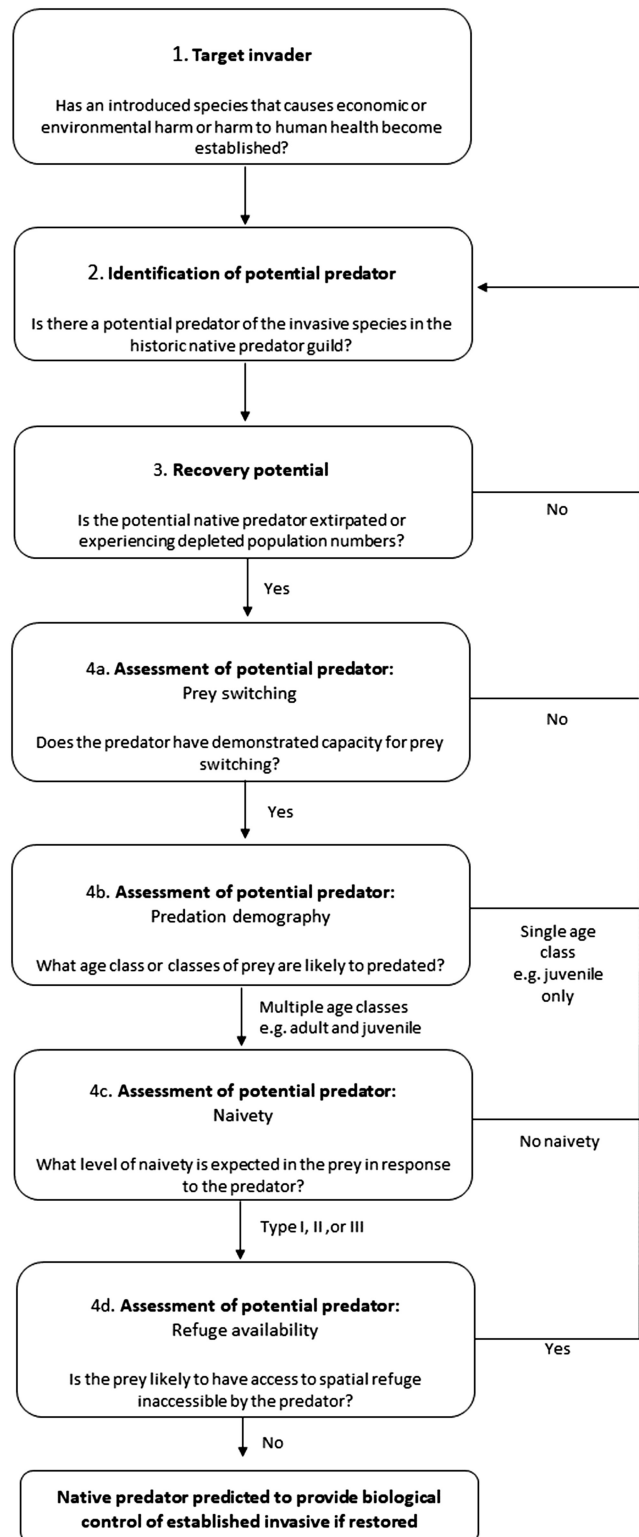 1. Target invader
Has an introduced species that causes economic or
environmental harm or harm to human health become
established?
2. Identification of potential predator
Is there a potential predator of the invasive species in the
historic native predator guild?
3. Recovery potential
Is the potential native predator extirpated or
experiencing depleted population numbers?
No
Yes
4a. Assessment of potential predator:
Prey switching
Does the predator have demonstrated capacity for prey
switching?
No
Yes
4b. Assessment of potential predator:
Predation demography
What age class or classes of prey are likely to predated?
Single age
class
e.g. juvenile
only
Multiple age classes
e.g. adult and juvenile
4c. Assessment of potential predator:
Naivety
What level of naivety is expected in the prey in response
to the predator?
No naivety
Type I, II ,or III
4d. Assessment of potential predator:
Refuge availability
Is the prey likely to have access to spatial refuge
inaccessible by the predator?
Yes
No
Native predator predicted to provide biological
control of established invasive if restored